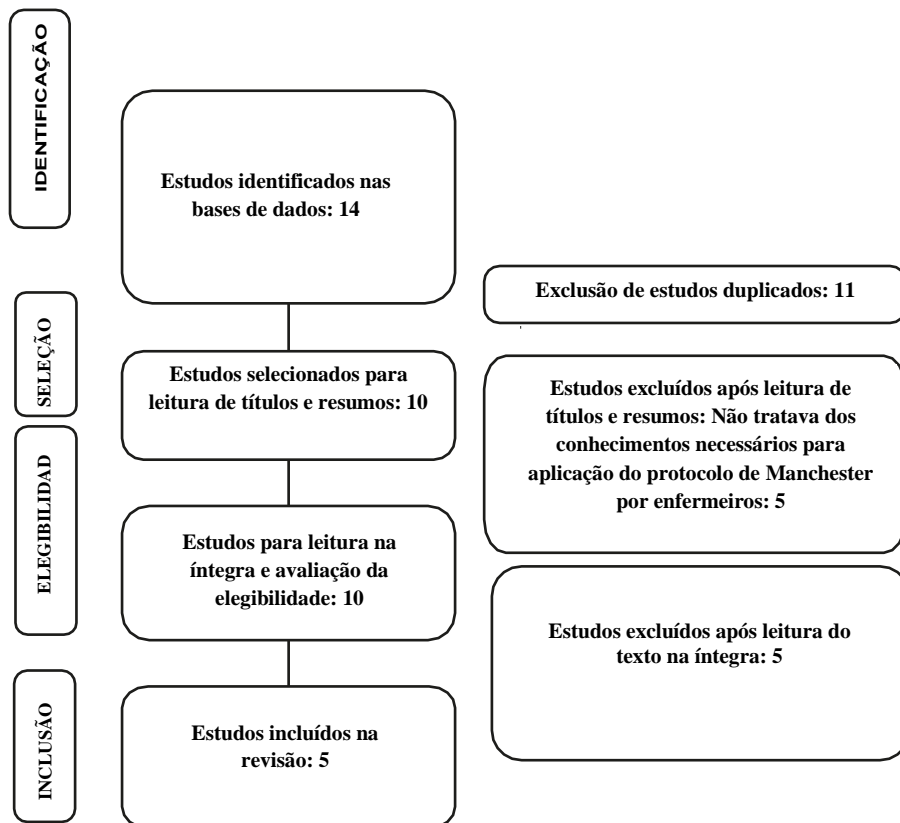 IDENTIFICAÇÃO
Estudos identificados nas
bases de dados: 14
Exclusão de estudos duplicados: 11
SELEÇÃO
Estudos selecionados para
leitura de títulos e resumos: 10
Estudos excluídos após leitura de
títulos e resumos: Não tratava dos
conhecimentos necessários para
aplicação do protocolo de Manchester
por enfermeiros: 5
ELEGIBILIDAD
Estudos para leitura na
íntegra e avaliação da
elegibilidade: 10
Estudos excluídos após leitura do
texto na íntegra: 5
INCLUSÃO
Estudos incluídos na
revisão: 5